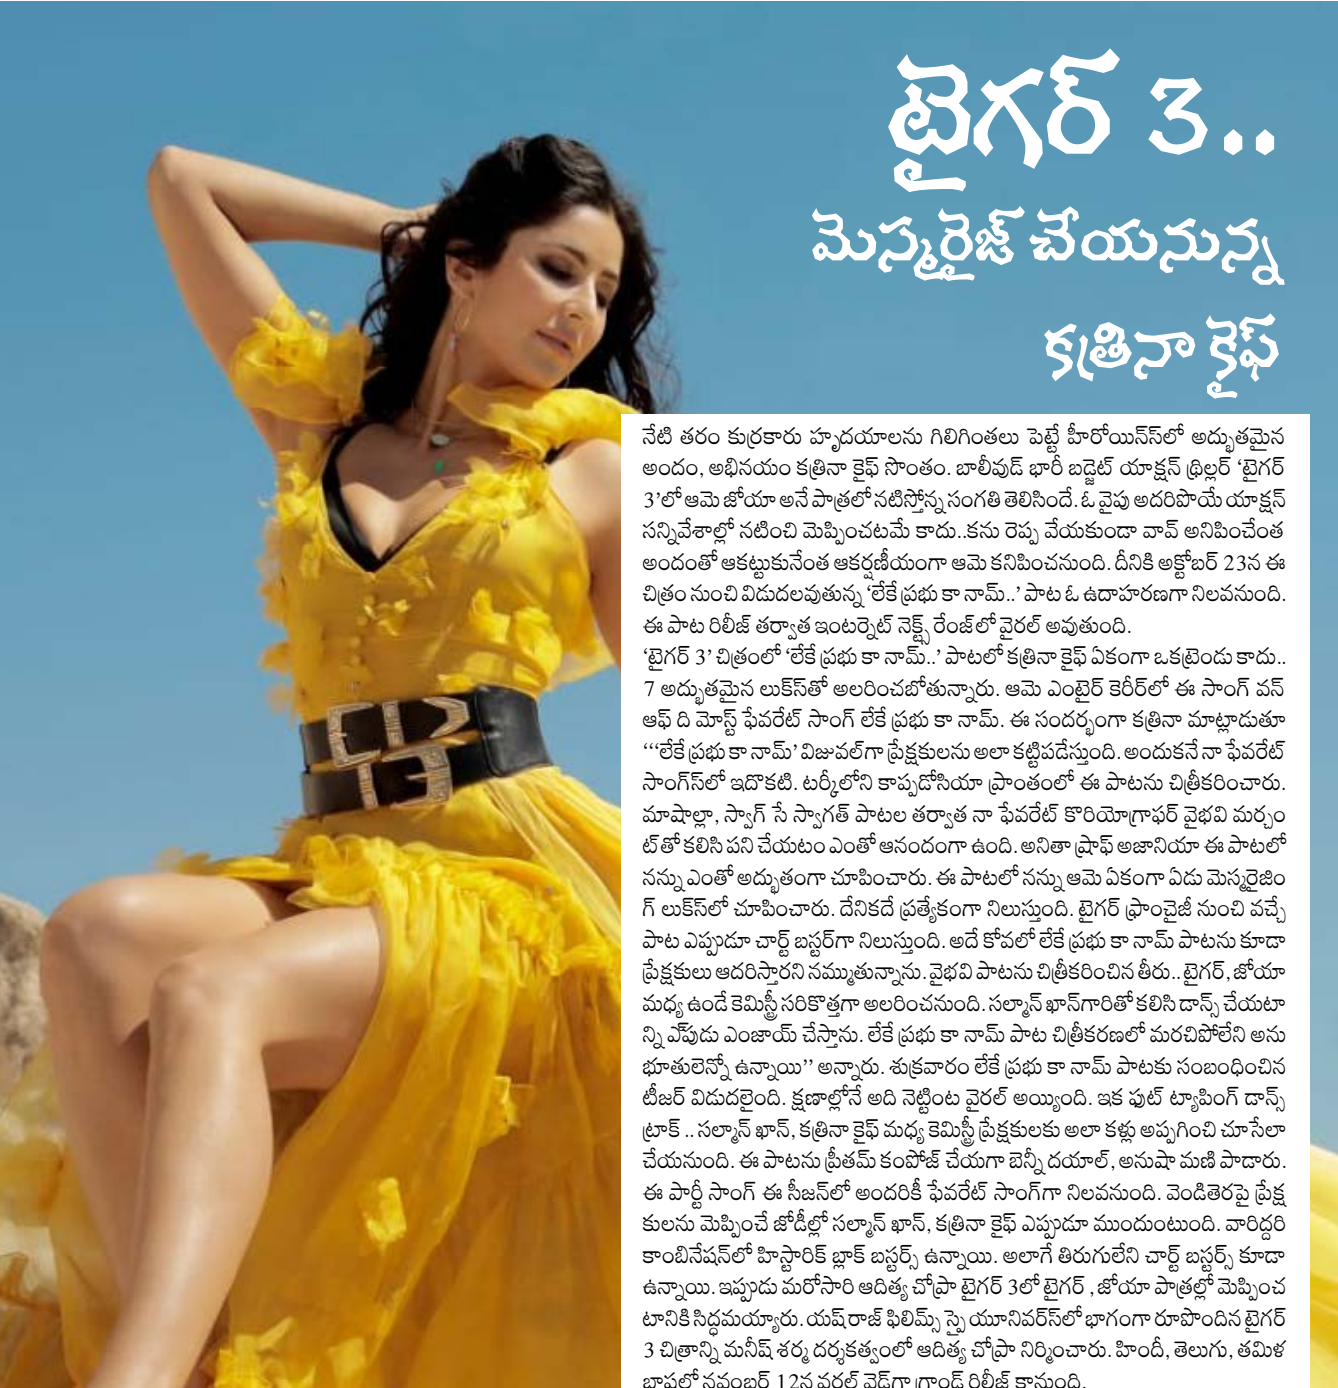 టైగర్ 3..
మెస్మరైజ్ చేయనున్న
కత్రినా కైఫ్
నేటి తరం కుర్రకారు హృదయాలను గిలిగింతలు పెట్టే హీరోయిన్స్‌లో అద్భుతమైన
అందం, అభినయం కత్రినా కైఫ్ సొంతం. బాలీవుడ్ భారీ బడ్జెట్ యాక్షన్ థ్రిల్లర్ ‘టైగర్
3’లో ఆమె జోయా అనే పాత్రలో నటిస్తోన్న సంగతి తెలిసిందే. ఓ వైపు అదరిపొయే యాక్షన్
సన్నివేశాల్లో నటించి మెప్పించటమే కాదు..కను రెప్ప వేయకుండా వావ్ అనిపించేంత
అందంతో ఆకట్టుకునేంత ఆకర్షణీయంగా ఆమె కనిపించనుంది. దీనికి అక్టోబర్ 23న ఈ
చిత్రం నుంచి విడుదలవుతున్న ‘లేకే ప్రభు కా నామ్..’ పాట ఓ ఉదాహరణగా నిలవనుంది.
ఈ పాట రిలీజ్ తర్వాత ఇంటర్నెట్ నెక్ట్స్ రేంజ్‌లో వైరల్ అవుతుంది.
‘టైగర్ 3’ చిత్రంలో ‘లేకే ప్రభు కా నామ్..’ పాటలో కత్రినా కైఫ్ ఏకంగా ఒకట్రెండు కాదు..
7 అద్భుతమైన లుక్స్‌తో అలరించబోతున్నారు. ఆమె ఎంటైర్ కెరీర్‌లో ఈ సాంగ్ వన్
ఆఫ్ ది మోస్ట్ ఫేవరేట్ సాంగ్ లేకే ప్రభు కా నామ్. ఈ సందర్భంగా కత్రినా మాట్లాడుతూ
‘‘‘లేకే ప్రభు కా నామ్’ విజువల్‌గా ప్రేక్షకులను అలా కట్టిపడేస్తుంది. అందుకనే నా ఫేవరేట్
సాంగ్స్‌లో ఇదొకటి. టర్కీలోని కాప్పడోసియా ప్రాంతంలో ఈ పాటను చిత్రీకరించారు.
మాషాల్లా, స్వాగ్ సే స్వాగత్ పాటల తర్వాత నా ఫేవరేట్ కొరియోగ్రాఫర్ వైభవి మర్చం
ట్‌తో కలిసి పని చేయటం ఎంతో ఆనందంగా ఉంది. అనితా ష్రాఫ్ అజానియా ఈ పాటలో
నన్ను ఎంతో అద్భుతంగా చూపించారు. ఈ పాటలో నన్ను ఆమె ఏకంగా ఏడు మెస్మరైజిం
గ్ లుక్స్‌లో చూపించారు. దేనికదే ప్రత్యేకంగా నిలుస్తుంది. టైగర్ ఫ్రాంచైజీ నుంచి వచ్చే
పాట ఎప్పుడూ చార్ట్ బస్టర్‌గా నిలుస్తుంది. అదే కోవలో లేకే ప్రభు కా నామ్ పాటను కూడా
ప్రేక్షకులు ఆదరిస్తారని నమ్ముతున్నాను. వైభవి పాటను చిత్రీకరించిన తీరు.. టైగర్, జోయా
మధ్య ఉండే కెమిస్ట్రీ సరికొత్తగా అలరించనుంది. సల్మాన్ ఖాన్‌గారితో కలిసి డాన్స్ చేయటా
న్ని ఎప్పుడు ఎంజాయ్ చేస్తాను. లేకే ప్రభు కా నామ్ పాట చిత్రీకరణలో మరచిపోలేని అను
భూతులెన్నో ఉన్నాయి’’ అన్నారు. శుక్రవారం లేకే ప్రభు కా నామ్ పాటకు సంబంధించిన
టీజర్ విడుదలైంది. క్షణాల్లోనే అది నెట్టింట వైరల్ అయ్యింది. ఇక ఫుట్ ట్యాపింగ్ డాన్స్
ట్రాక్ .. సల్మాన్ ఖాన్, కత్రినా కైఫ్ మధ్య కెమిస్ట్రీ ప్రేక్షకులకు అలా కళ్లు అప్పగించి చూసేలా
చేయనుంది. ఈ పాటను ప్రీతమ్ కంపోజ్ చేయగా బెన్నీ దయాల్, అనుషా మణి పాడారు.
ఈ పార్టీ సాంగ్ ఈ సీజన్‌లో అందరికీ ఫేవరేట్ సాంగ్‌గా నిలవనుంది. వెండితెరపై ప్రేక్ష
కులను మెప్పించే జోడీల్లో సల్మాన్ ఖాన్, కత్రినా కైఫ్ ఎప్పుడూ ముందుంటుంది. వారిద్దరి
కాంబినేషన్‌లో హిస్టారిక్ బ్లాక్ బస్టర్స్ ఉన్నాయి. అలాగే తిరుగులేని చార్ట్ బస్టర్స్ కూడా
ఉన్నాయి. ఇప్పుడు మరోసారి ఆదిత్య చోప్రా టైగర్ 3లో టైగర్ , జోయా పాత్రల్లో మెప్పించ
టానికి సిద్ధమయ్యారు. యష్ రాజ్ ఫిలిమ్స్ స్పై యూనివర్స్‌లో భాగంగా రూపొందిన టైగర్
3 చిత్రాన్ని మనీష్ శర్మ దర్శకత్వంలో ఆదిత్య చోప్రా నిర్మించారు. హిందీ, తెలుగు, తమిళ
భాషల్లో నవంబర్ 12న వరల్డ్ వైడ్‌గా గ్రాండ్ రిలీజ్ కానుంది.